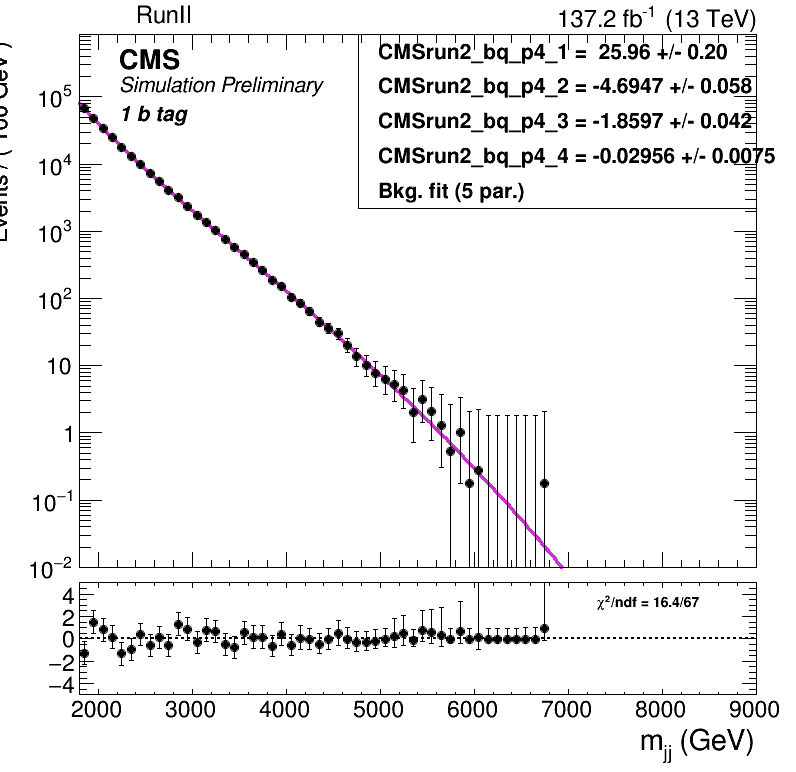 RunII
137.2 fb⁻¹ (13 TeV)
CMS
Simulation Preliminary
1 b tag
CMSrun2_bq_p4_1 = 25.96 +/- 0.20
CMSrun2_bq_p4_2 = -4.6947 +/- 0.058
CMSrun2_bq_p4_3 = -1.8597 +/- 0.042
CMSrun2_bq_p4_4 = -0.02956 +/- 0.0075
Bkg. fit (5 par.)
Events / ( 100 GeV )
10⁵
10⁴
10³
10²
10
1
10⁻¹
10⁻²
χ²/ndf = 16.4/67
4
2
0
−2
−4
2000 3000 4000 5000 6000 7000 8000 9000
m_jj (GeV)